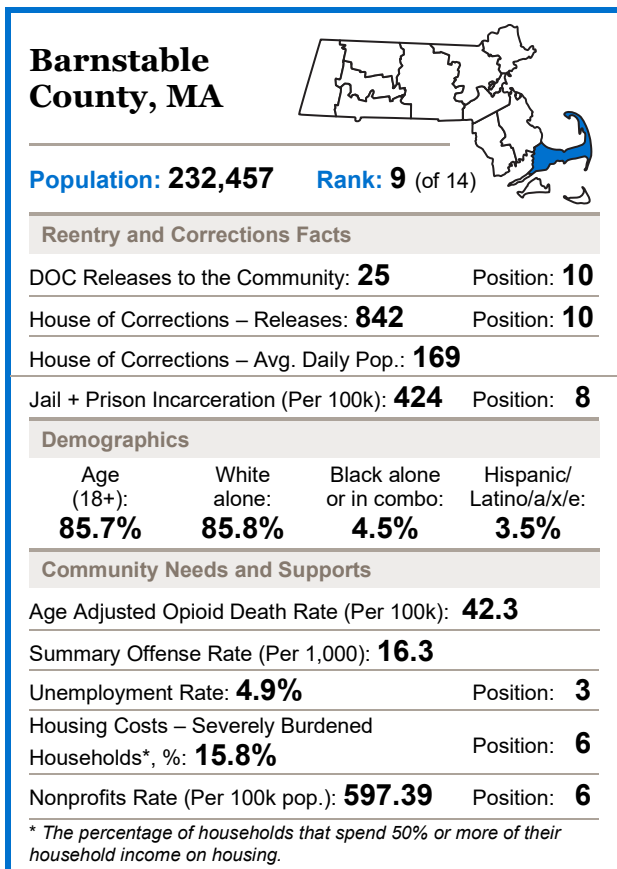 Barnstable
County, MA
Population: 232,457 Rank: 9 (of 14)
Reentry and Corrections Facts
DOC Releases to the Community: 25 Position: 10
House of Corrections – Releases: 842 Position: 10
House of Corrections – Avg. Daily Pop.: 169
Jail + Prison Incarceration (Per 100k): 424 Position: 8
Demographics
Age White Black alone Hispanic/
(18+): alone: or in combo: Latino/a/x/e:
85.7% 85.8% 4.5% 3.5%
Community Needs and Supports
Age Adjusted Opioid Death Rate (Per 100k): 42.3
Summary Offense Rate (Per 1,000): 16.3
Unemployment Rate: 4.9% Position: 3
Housing Costs – Severely Burdened
Households*, %: 15.8% Position: 6
Nonprofits Rate (Per 100k pop.): 597.39 Position: 6
* The percentage of households that spend 50% or more of their
household income on housing.